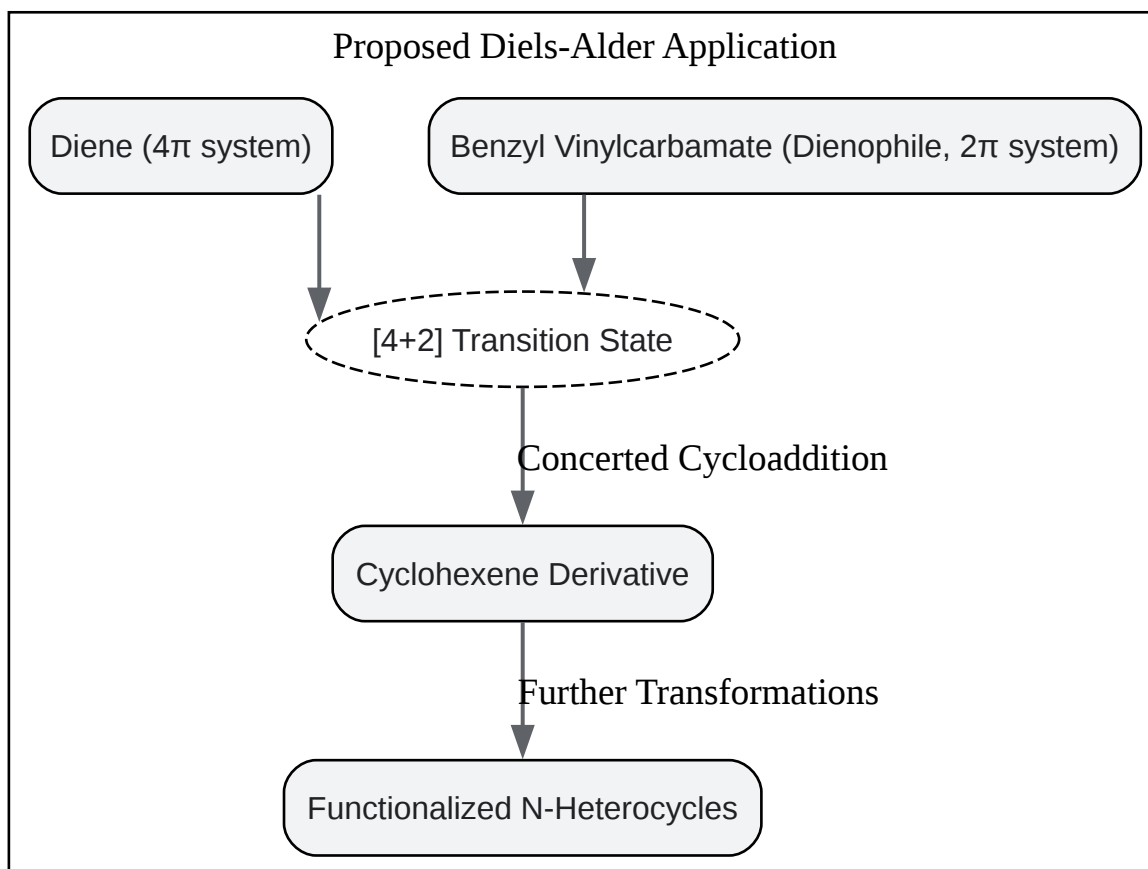 Proposed Diels-Alder Application
Diene (4π system)
Benzyl Vinylcarbamate (Dienophile, 2π system)
[4+2] Transition State
Concerted Cycloaddition
Cyclohexene Derivative
Further Transformations
Functionalized N-Heterocycles